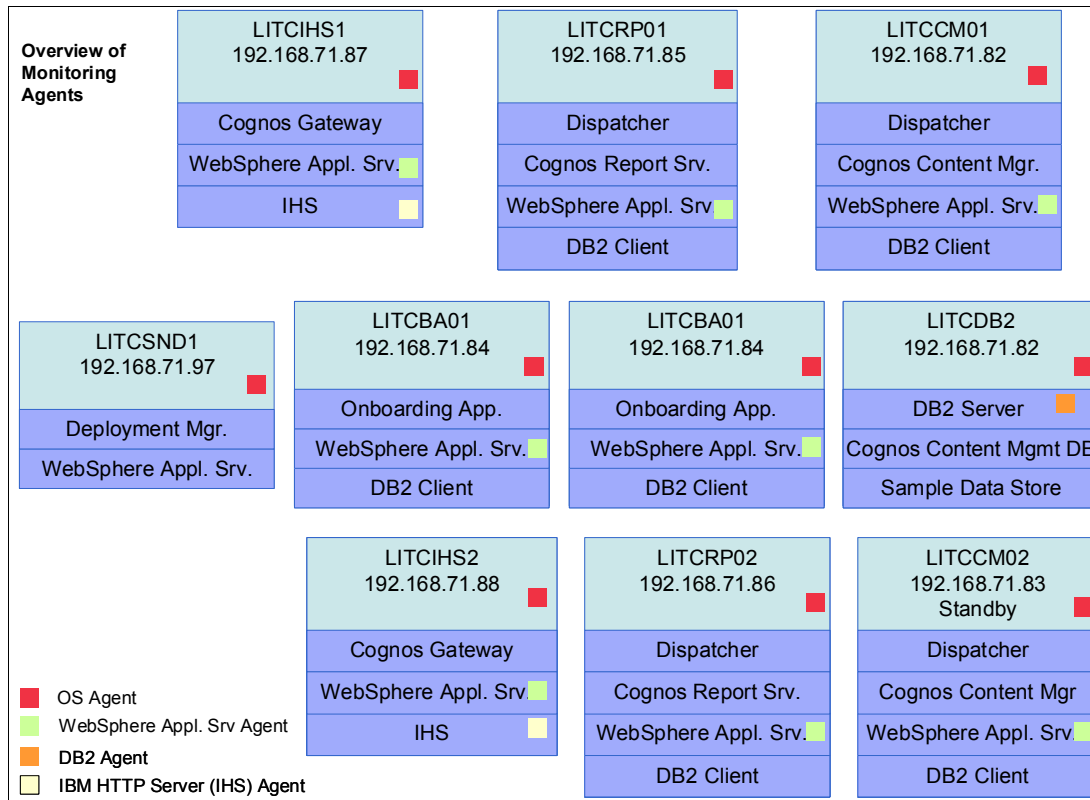 Overview of
Monitoring
Agents
LITCIHS1
192.168.71.87
Cognos Gateway
WebSphere Appl. Srv.
IHS
LITCRP01
192.168.71.85
Dispatcher
Cognos Report Srv.
WebSphere Appl. Srv.
DB2 Client
LITCCM01
192.168.71.82
Dispatcher
Cognos Content Mgr.
WebSphere Appl. Srv.
DB2 Client
LITCSND1
192.168.71.97
Deployment Mgr.
WebSphere Appl. Srv.
LITCBA01
192.168.71.84
Onboarding App.
WebSphere Appl. Srv.
DB2 Client
LITCBA01
192.168.71.84
Onboarding App.
WebSphere Appl. Srv.
DB2 Client
LITCDB2
192.168.71.82
DB2 Server
Cognos Content Mgmt DB
Sample Data Store
LITCIHS2
192.168.71.88
Cognos Gateway
WebSphere Appl. Srv.
IHS
LITCRP02
192.168.71.86
Dispatcher
Cognos Report Srv.
WebSphere Appl. Srv.
DB2 Client
LITCCM02
192.168.71.83
Standby
Dispatcher
Cognos Content Mgr
WebSphere Appl. Srv.
DB2 Client
OS Agent
WebSphere Appl. Srv Agent
DB2 Agent
IBM HTTP Server (IHS) Agent